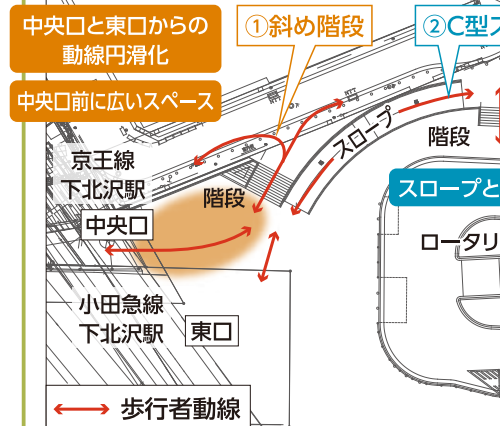 中央口と東口からの
動線円滑化
中央口前に広いスペース
①斜め階段
②C型ス
スロープ
階段
京王線
下北沢駅
階段
中央口
スロープと
ロータリ
小田急線
下北沢駅
東口
歩行者動線